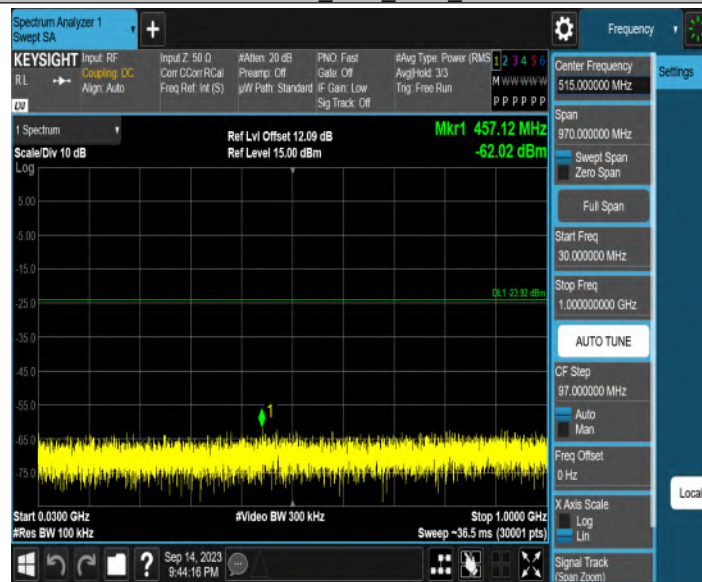 Spectrum Analyzer 1
Swept SA
+
Frequency
KEYSIGHT
R L
LXI
Input: RF
Coupling: DC
Align: Auto
Input Z: 50 Ω
Corr CCorr RCal
Freq Ref: Int (S)
#Atten: 20 dB
Preamp: Off
µW Path: Standard
PNO: Fast
Gate: Off
IF Gain: Low
Sig Track: Off
#Avg Type: Power (RMS
Avg|Hold: 3/3
Trig: Free Run
1 2 3 4 5 6
M W W W W W
P P P P P P
1 Spectrum
Scale/Div 10 dB
Log
Ref Lvl Offset 12.09 dB
Ref Level 15.00 dBm
Mkr1 457.12 MHz
-62.02 dBm
5.00
-5.00
-15.0
-25.0
-35.0
-45.0
-55.0
-65.0
-75.0
DL1 -23.92 dBm
1
Start 0.0300 GHz
#Res BW 100 kHz
#Video BW 300 kHz
Stop 1.0000 GHz
Sweep ~36.5 ms (30001 pts)
?
Sep 14, 2023
9:44:16 PM
Center Frequency
515.000000 MHz
Span
970.000000 MHz
Swept Span
Zero Span
Full Span
Start Freq
30.000000 MHz
Stop Freq
1.000000000 GHz
AUTO TUNE
CF Step
97.000000 MHz
Auto
Man
Freq Offset
0 Hz
X Axis Scale
Log
Lin
Signal Track
(Span Zoom)
Settings
Local